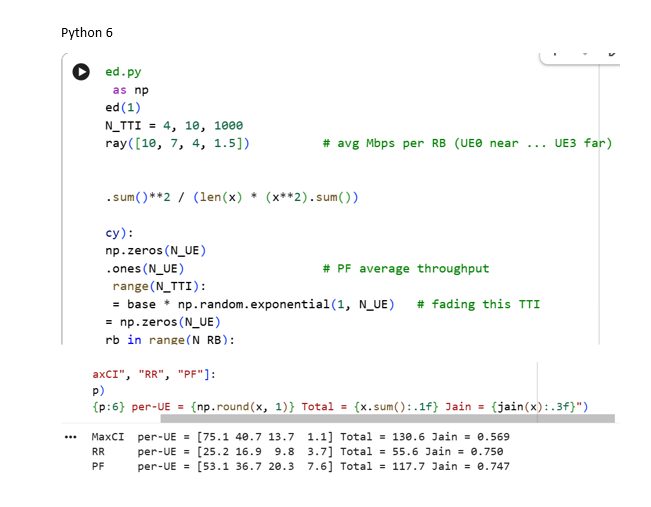 Python 6
ed.py
as np
ed(1)
N_TTI = 4, 10, 1000
ray([10, 7, 4, 1.5]) # avg Mbps per RB (UE0 near ... UE3 far)
.sum()**2 / (len(x) * (x**2).sum())
cy):
np.zeros(N_UE)
.ones(N_UE) # PF average throughput
range(N_TTI):
= base * np.random.exponential(1, N_UE) # fading this TTI
= np.zeros(N_UE)
rb in range(N_RB):
axCI", "RR", "PF"]:
p)
{p:6} per-UE = {np.round(x, 1)} Total = {x.sum():.1f} Jain = {jain(x):.3f}")
... MaxCI per-UE = [75.1 40.7 13.7 1.1] Total = 130.6 Jain = 0.569
RR per-UE = [25.2 16.9 9.8 3.7] Total = 55.6 Jain = 0.750
PF per-UE = [53.1 36.7 20.3 7.6] Total = 117.7 Jain = 0.747